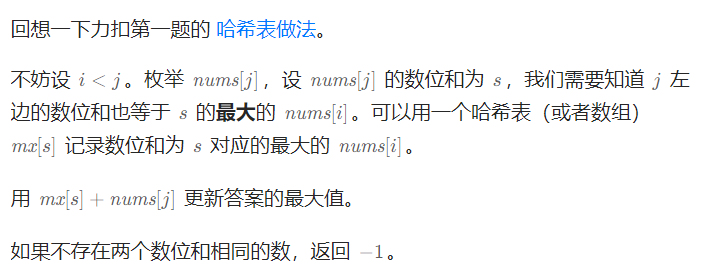 回想一下力扣第一题的 哈希表做法。
不妨设 i < j。枚举 nums[j]，设 nums[j] 的数位和为 s，我们需要知道 j 左
边的数位和也等于 s 的最大的 nums[i]。可以用一个哈希表（或者数组）
mx[s] 记录数位和为 s 对应的最大的 nums[i]。
用 mx[s] + nums[j] 更新答案的最大值。
如果不存在两个数位和相同的数，返回 −1。